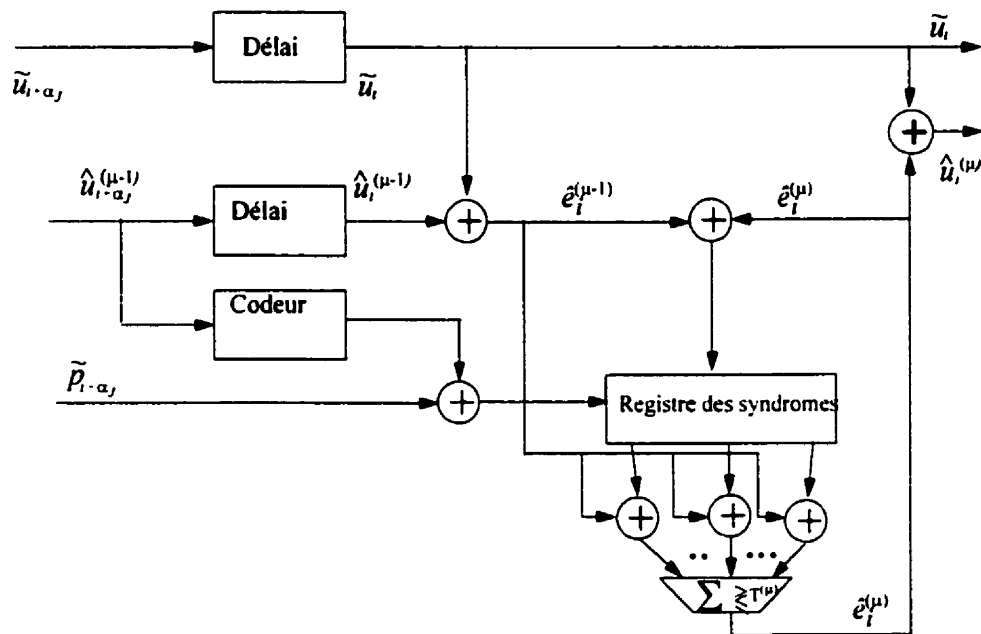 Délai
ũ_{i-α_J}
ũ_i
ũ_i
û_i^{(μ)}
û_{i-α_J}^{(μ-1)}
Délai
û_i^{(μ-1)}
ê_i^{(μ-1)}
ê_i^{(μ)}
Codeur
p̃_{i-α_J}
Registre des syndromes
Σ ≷ T^{(μ)}
ê_i^{(μ)}